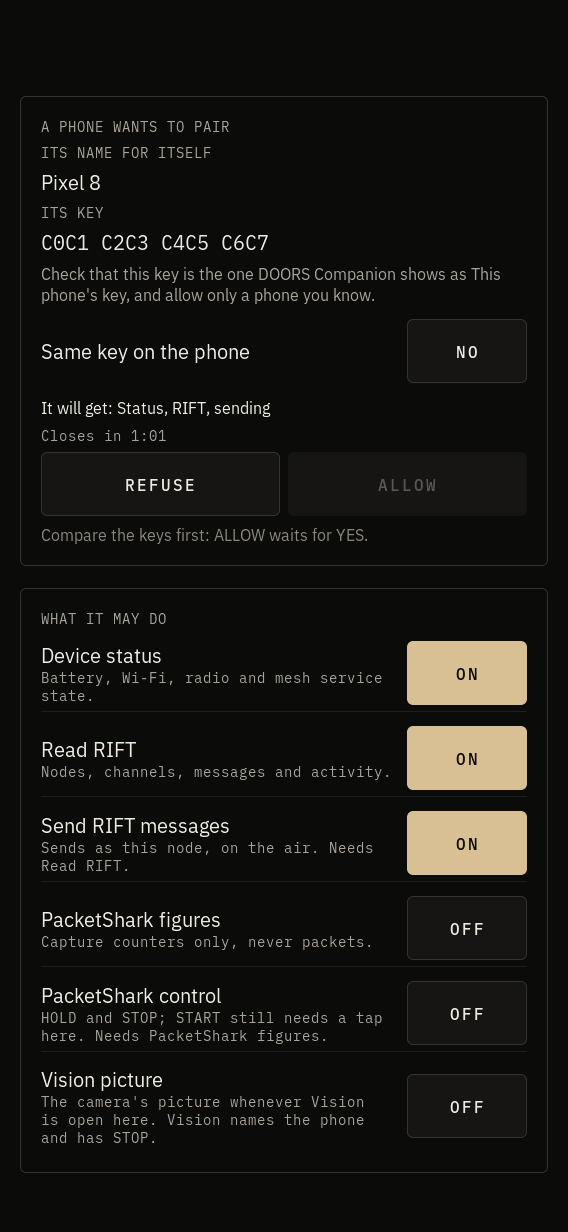 A PHONE WANTS TO PAIR
ITS NAME FOR ITSELF
Pixel 8
ITS KEY
C0C1 C2C3 C4C5 C6C7
Check that this key is the one DOORS Companion shows as This
phone's key, and allow only a phone you know.
Same key on the phone
NO
It will get: Status, RIFT, sending
Closes in 1:01
REFUSE
ALLOW
Compare the keys first: ALLOW waits for YES.
WHAT IT MAY DO
Device status
Battery, Wi-Fi, radio and mesh service
state.
ON
Read RIFT
Nodes, channels, messages and activity.
ON
Send RIFT messages
Sends as this node, on the air. Needs
Read RIFT.
ON
PacketShark figures
Capture counters only, never packets.
OFF
PacketShark control
HOLD and STOP; START still needs a tap
here. Needs PacketShark figures.
OFF
Vision picture
The camera's picture whenever Vision
is open here. Vision names the phone
and has STOP.
OFF